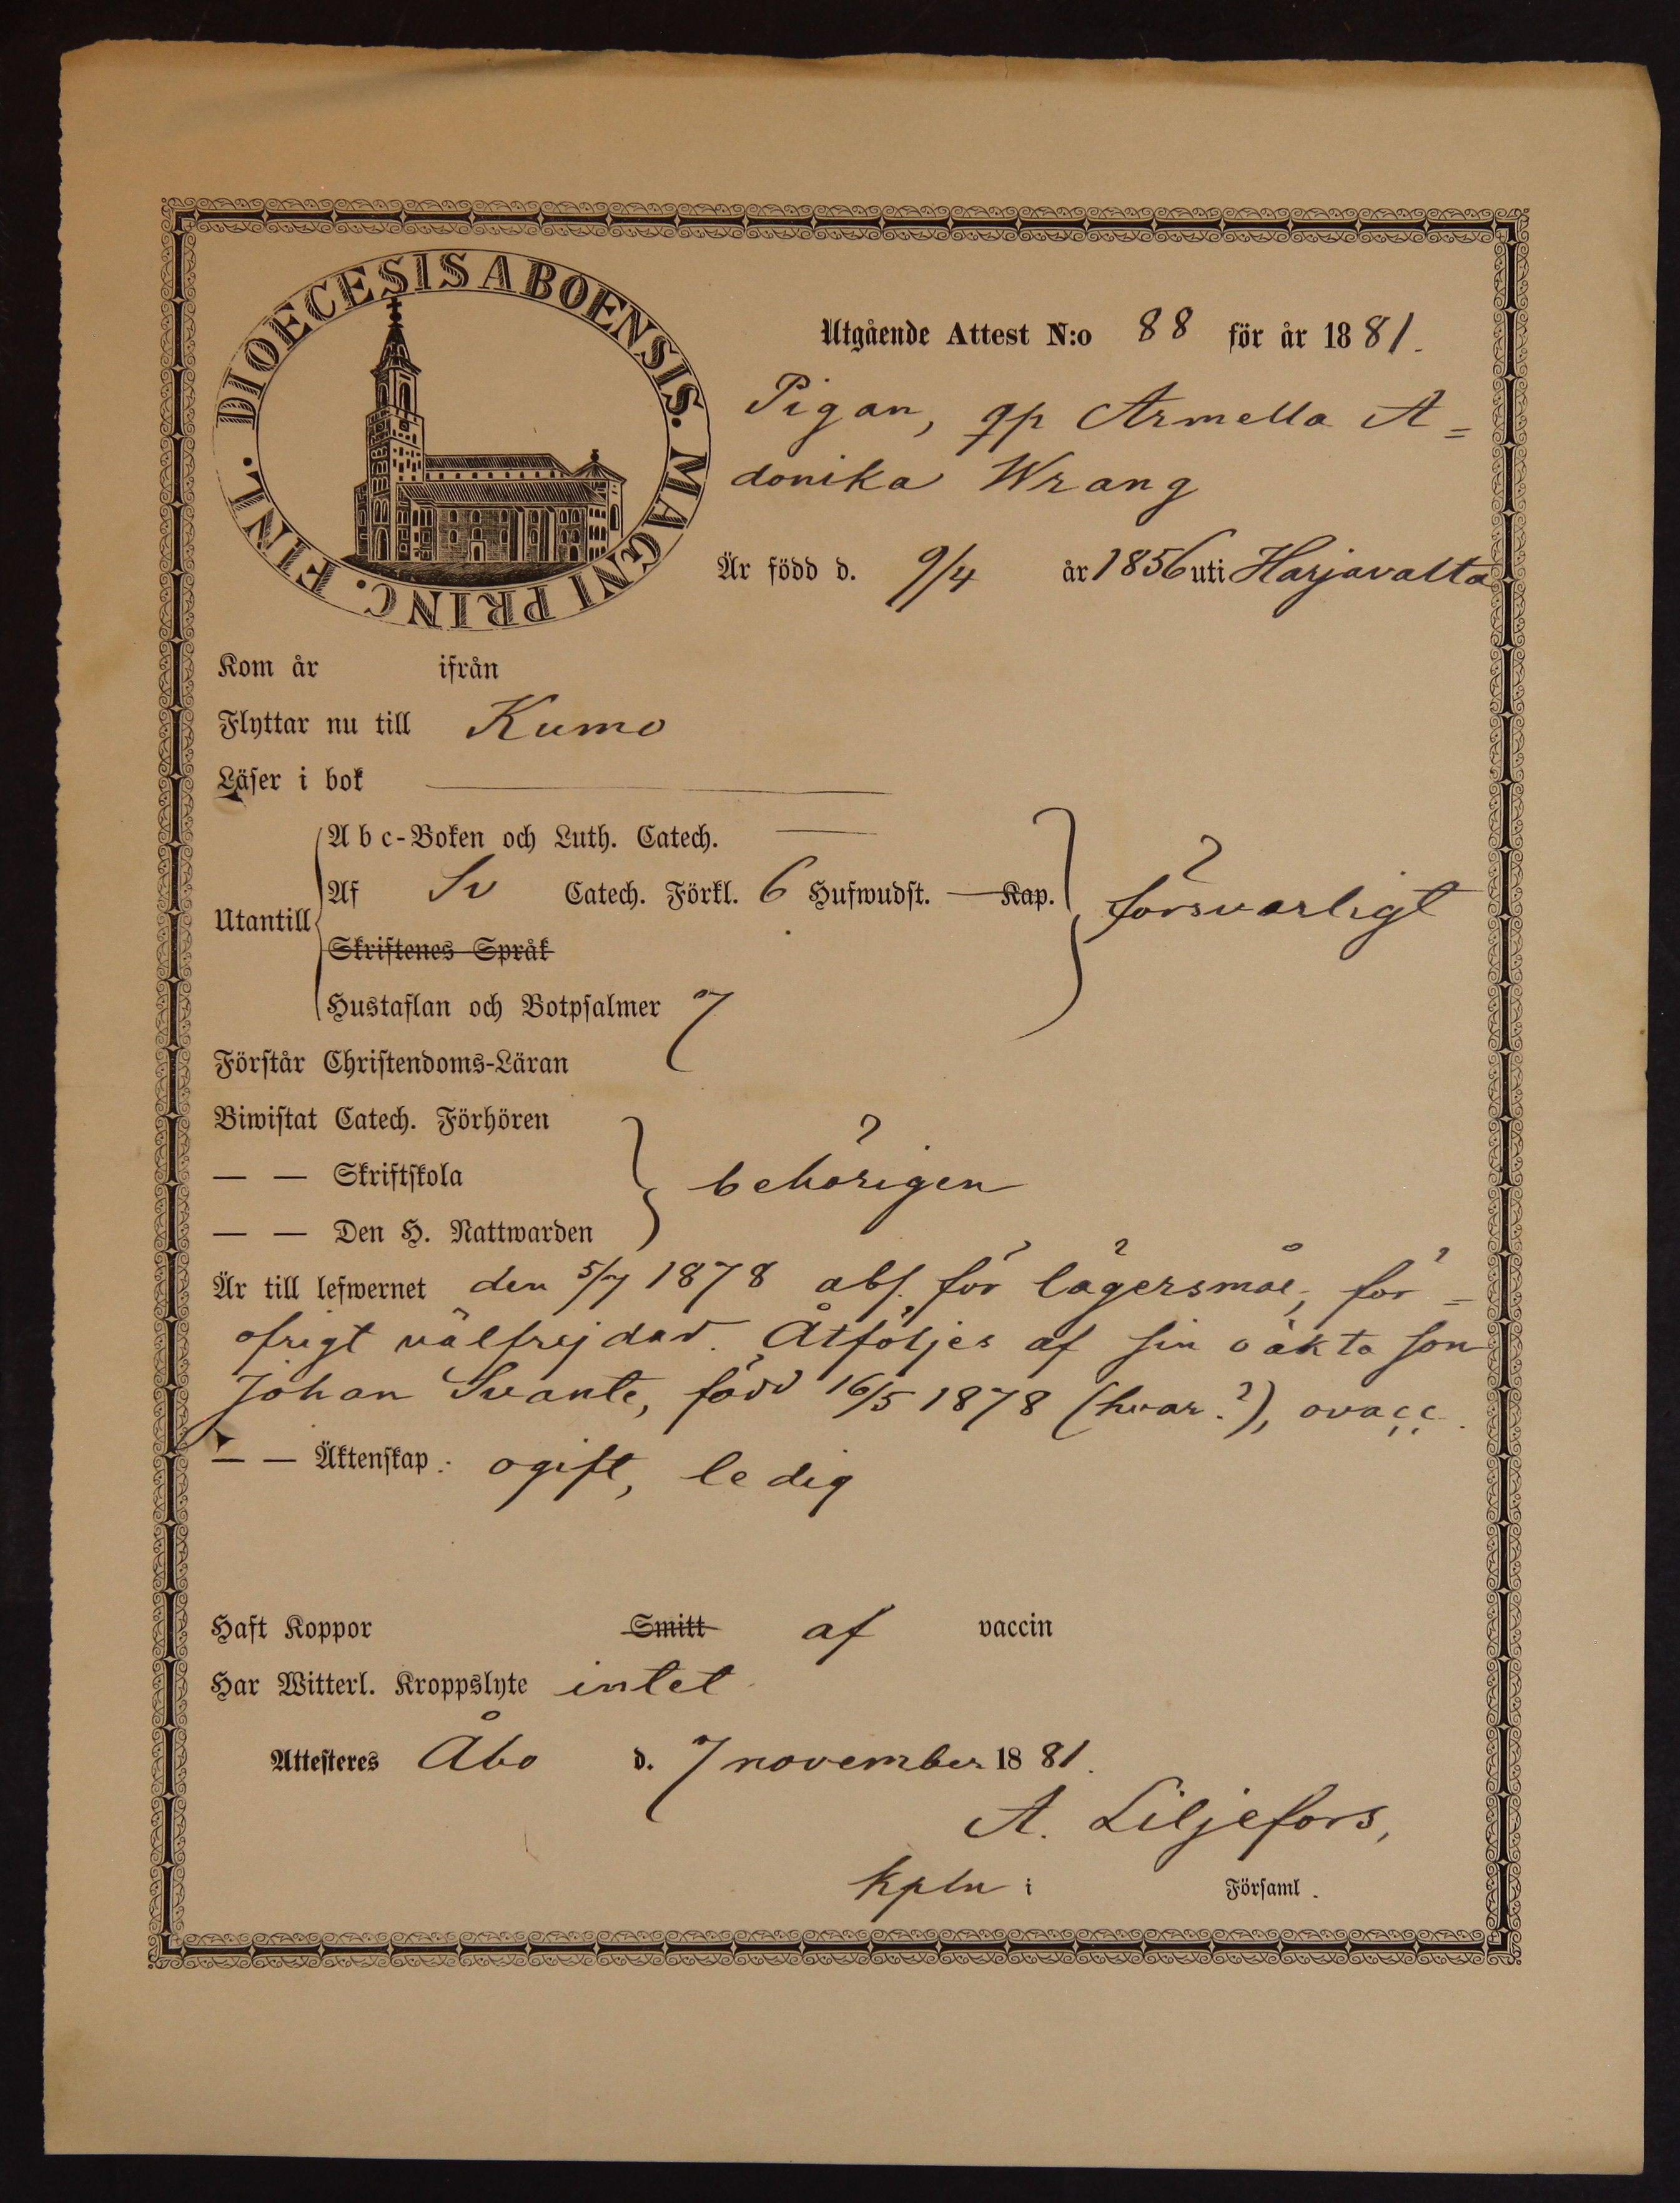 DIOECESIS ABOENSIS. MAGNI PRINC. FINL.
Utgående Attest N:o 88 för år 1881.
Pigan, qp Armella A=
donika Wrang
Är född d. 9/4 år 1856 uti Harjavalta
Kom år ifrån
Flyttar nu till Kumo
Läser i bok —
Utantill
Abc-Boken och Luth. Catech. —
Af Sv Catech. Förkl. 6 Hufwudst. — Kap.
försvarligt
Skriftenes Språk
Hustaflan och Botpsalmer 7
Förstår Christendoms-Läran
Biwistat Catech. Förhören
— — Skriftskola
behörigen
— — Den H. Nattwarden
Är till lefwernet den 5/7 1878 abs. för lägersmål, för=
ofrigt välfrejdad. Åtföljes af sin oäkta son
Johan Svante, född 16/5 1878 (hvar?), ovacc.
— — Äktenskap: ogift, ledig
Haft Koppor Smitt af vaccin
Har Witterl. Kroppslyte intet
Attesteres Åbo d. 7 november 1881.
A. Liljefors,
kpln i Församl.